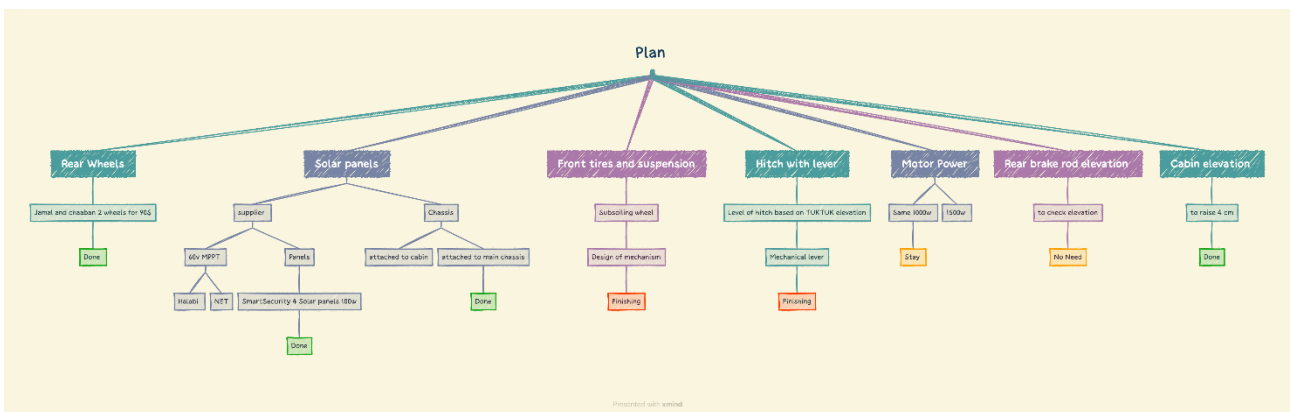 Plan
Rear Wheels
Solar panels
Front tires and suspension
Hitch with lever
Motor Power
Rear brake rod elevation
Cabin elevation
Jamal and chaaban 2 wheels for 90$
supplier
Chassis
Subsoiling wheel
Level of hitch based on TUKTUK elevation
Same 1000w
1500w
to check elevation
to raise 4 cm
Done
60v MPPT
Panels
attached to cabin
attached to main chassis
Design of mechanism
Mechanical lever
Stay
No Need
Done
Halabi
NET
SmartSecurity 4 Solar panels 180w
Done
Finishing
Finishing
Done
Presented with xmind